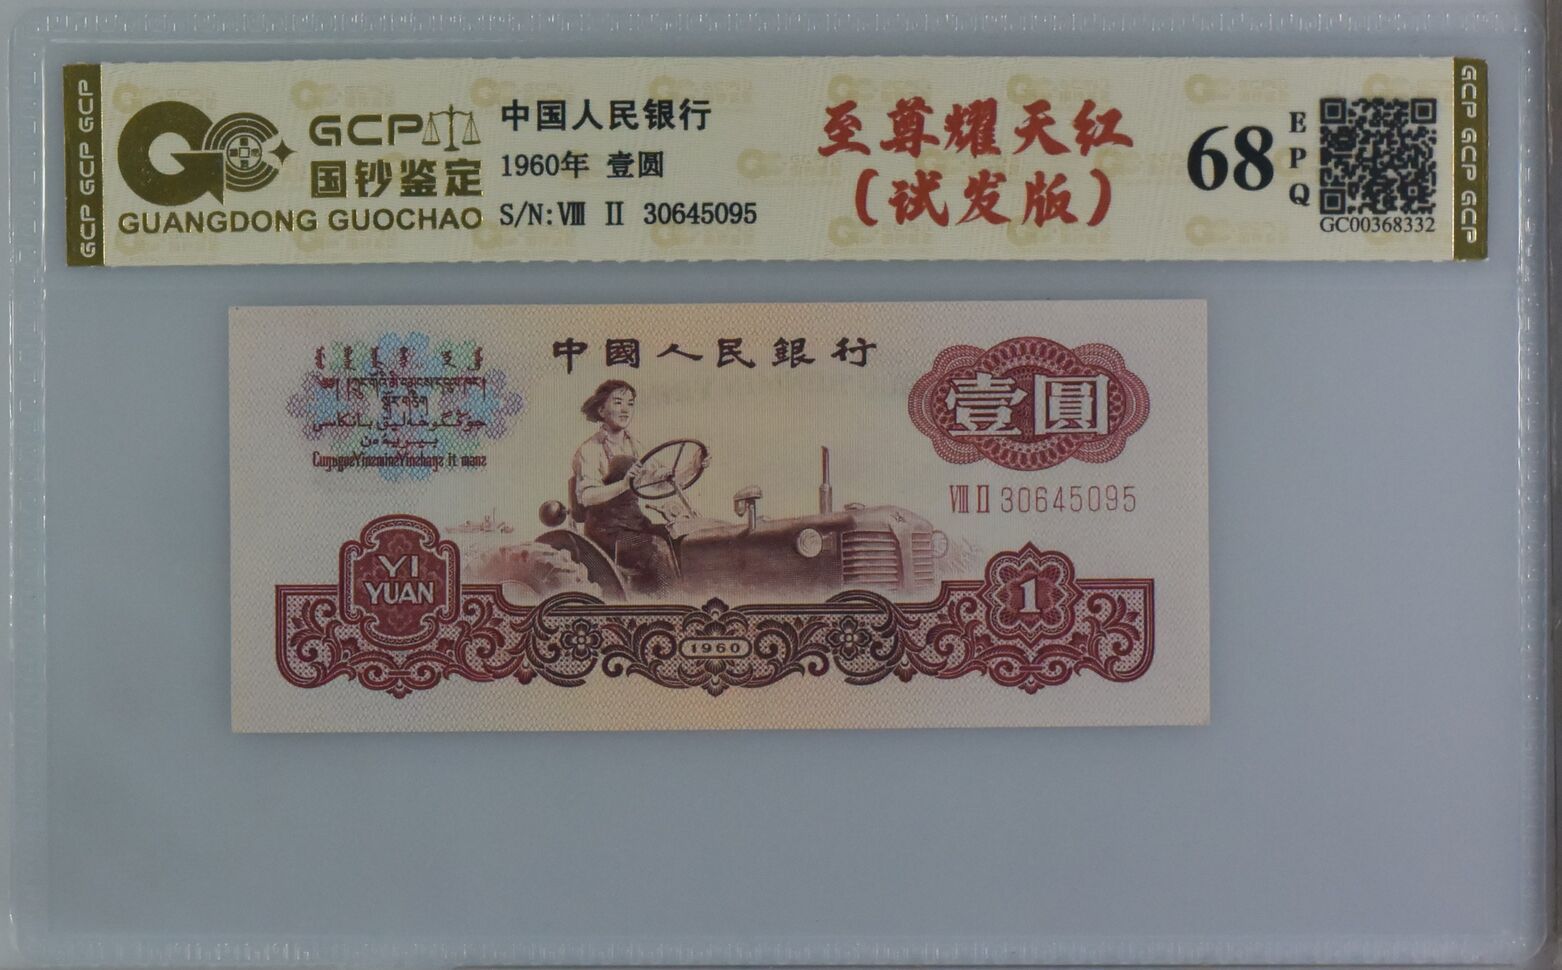 GCP GCP GCP
GCP
国钞鉴定
GUANGDONG GUOCHAO
中国人民银行
1960年 壹圆
S/N:Ⅷ Ⅱ 30645095
至尊耀天红
(试发版)
68
EPQ
GC00368332
GCP GCP GCP
中國人民銀行
壹圓
Ⅷ Ⅱ 30645095
YI
YUAN
1960
1